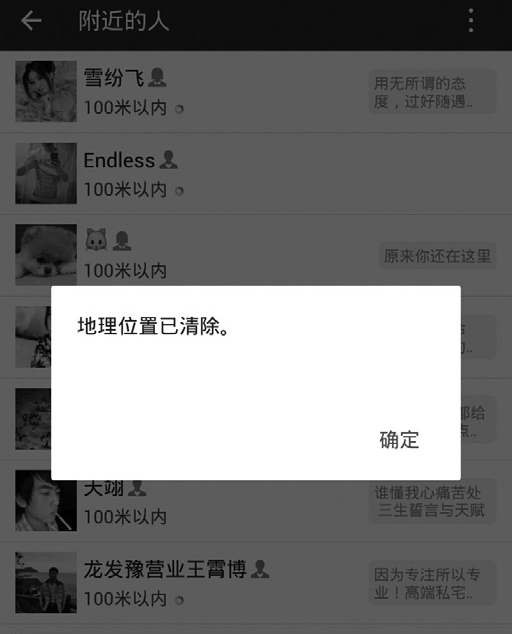 附近的人
雪纷飞
100米以内
用无所谓的态
度，过好随遇..
Endless
100米以内
100米以内
原来你还在这里
地理位置已清除。
确定
都给
点..
天翊
100米以内
谁懂我心痛苦处
三生誓言与天赋
龙发豫营业王霄博
100米以内
因为专注所以专
业！高端私宅..